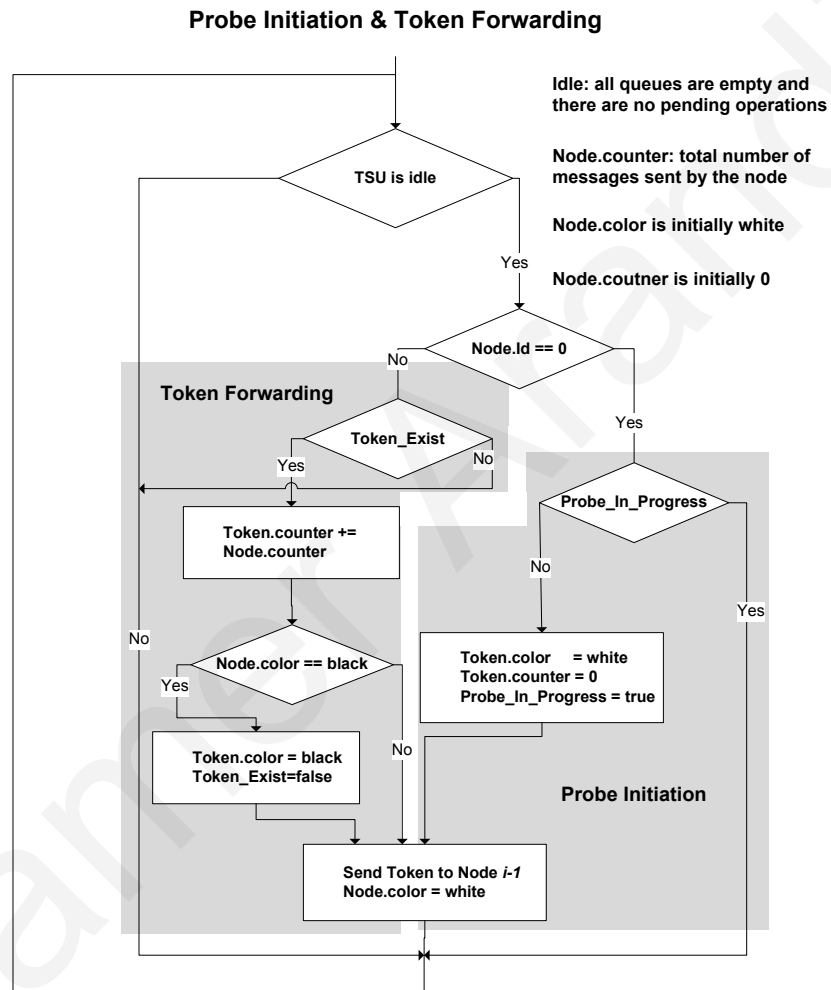 Probe Initiation & Token Forwarding
Idle: all queues are empty and
there are no pending operations
TSU is idle
Node.counter: total number of
messages sent by the node
Node.color is initially white
Yes
Node.coutner is initially 0
Node.Id == 0
No
Token Forwarding
Yes
Token_Exist
No
Yes
Probe_In_Progress
Token.counter +=
Node.counter
No
Yes
No
Node.color == black
Token.color = white
Token.counter = 0
Probe_In_Progress = true
Yes
No
Token.color = black
Token_Exist=false
Probe Initiation
Send Token to Node i-1
Node.color = white